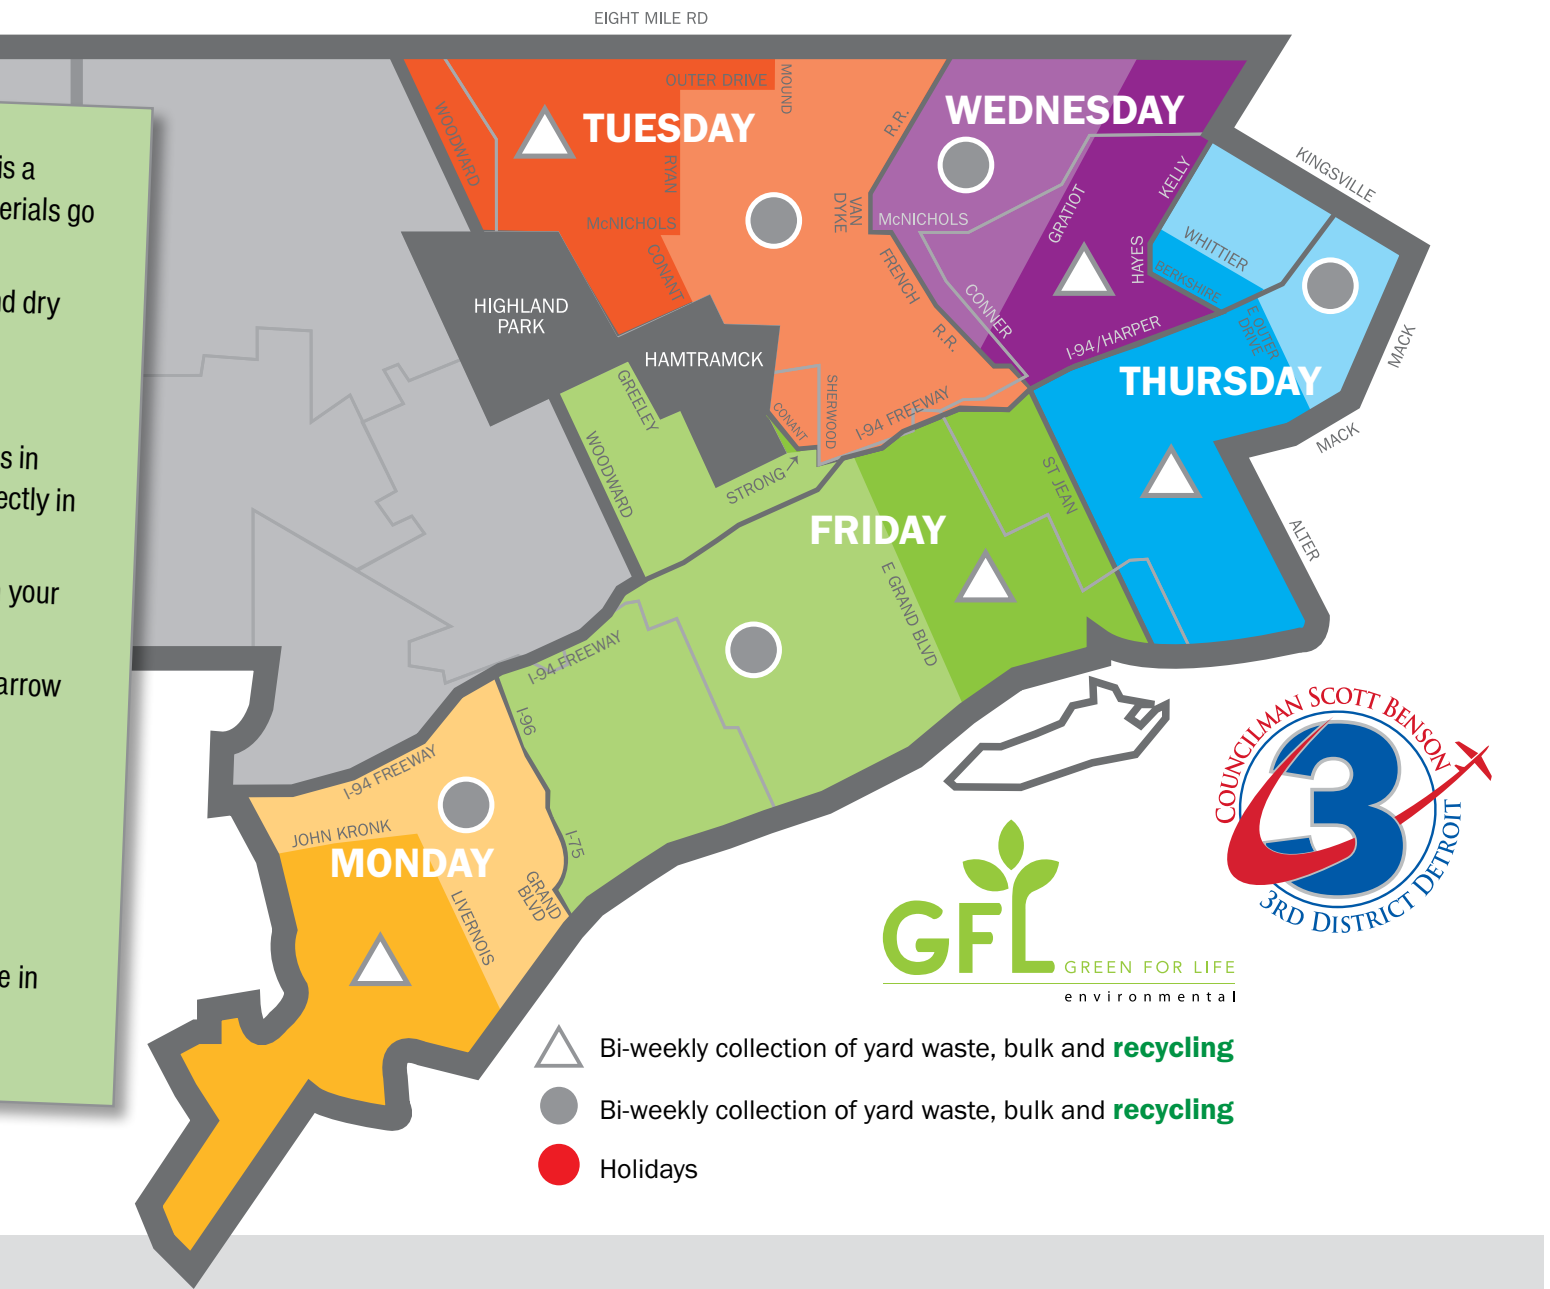 EIGHT MILE RD
is a
erials go
d dry
s in
ectly in
your
arrow
e in
OUTER DRIVE
MOUND
WOODWARD
TUESDAY
RYAN
McNICHOLS
CONANT
R.R.
VAN
DYKE
WEDNESDAY
McNICHOLS
GRATIOT
KELLY
HAYES
FRENCH
R.R.
CONNER
I-94/HARPER
KINGSVILLE
WHITTIER
BERKSHIRE
E OUTER
DRIVE
MACK
THURSDAY
MACK
ALTER
HIGHLAND
PARK
HAMTRAMCK
GREELEY
WOODWARD
CONANT
SHERWOOD
I-94 FREEWAY
STRONG
ST JEAN
FRIDAY
E GRAND BLVD
I-94 FREEWAY
I-96
I-75
I-94 FREEWAY
JOHN KRONK
MONDAY
LIVERNOIS
GRAND
BLVD
COUNCILMAN SCOTT BENSON
3
3RD DISTRICT DETROIT
GFL
GREEN FOR LIFE
environmental
Bi-weekly collection of yard waste, bulk and recycling
Bi-weekly collection of yard waste, bulk and recycling
Holidays